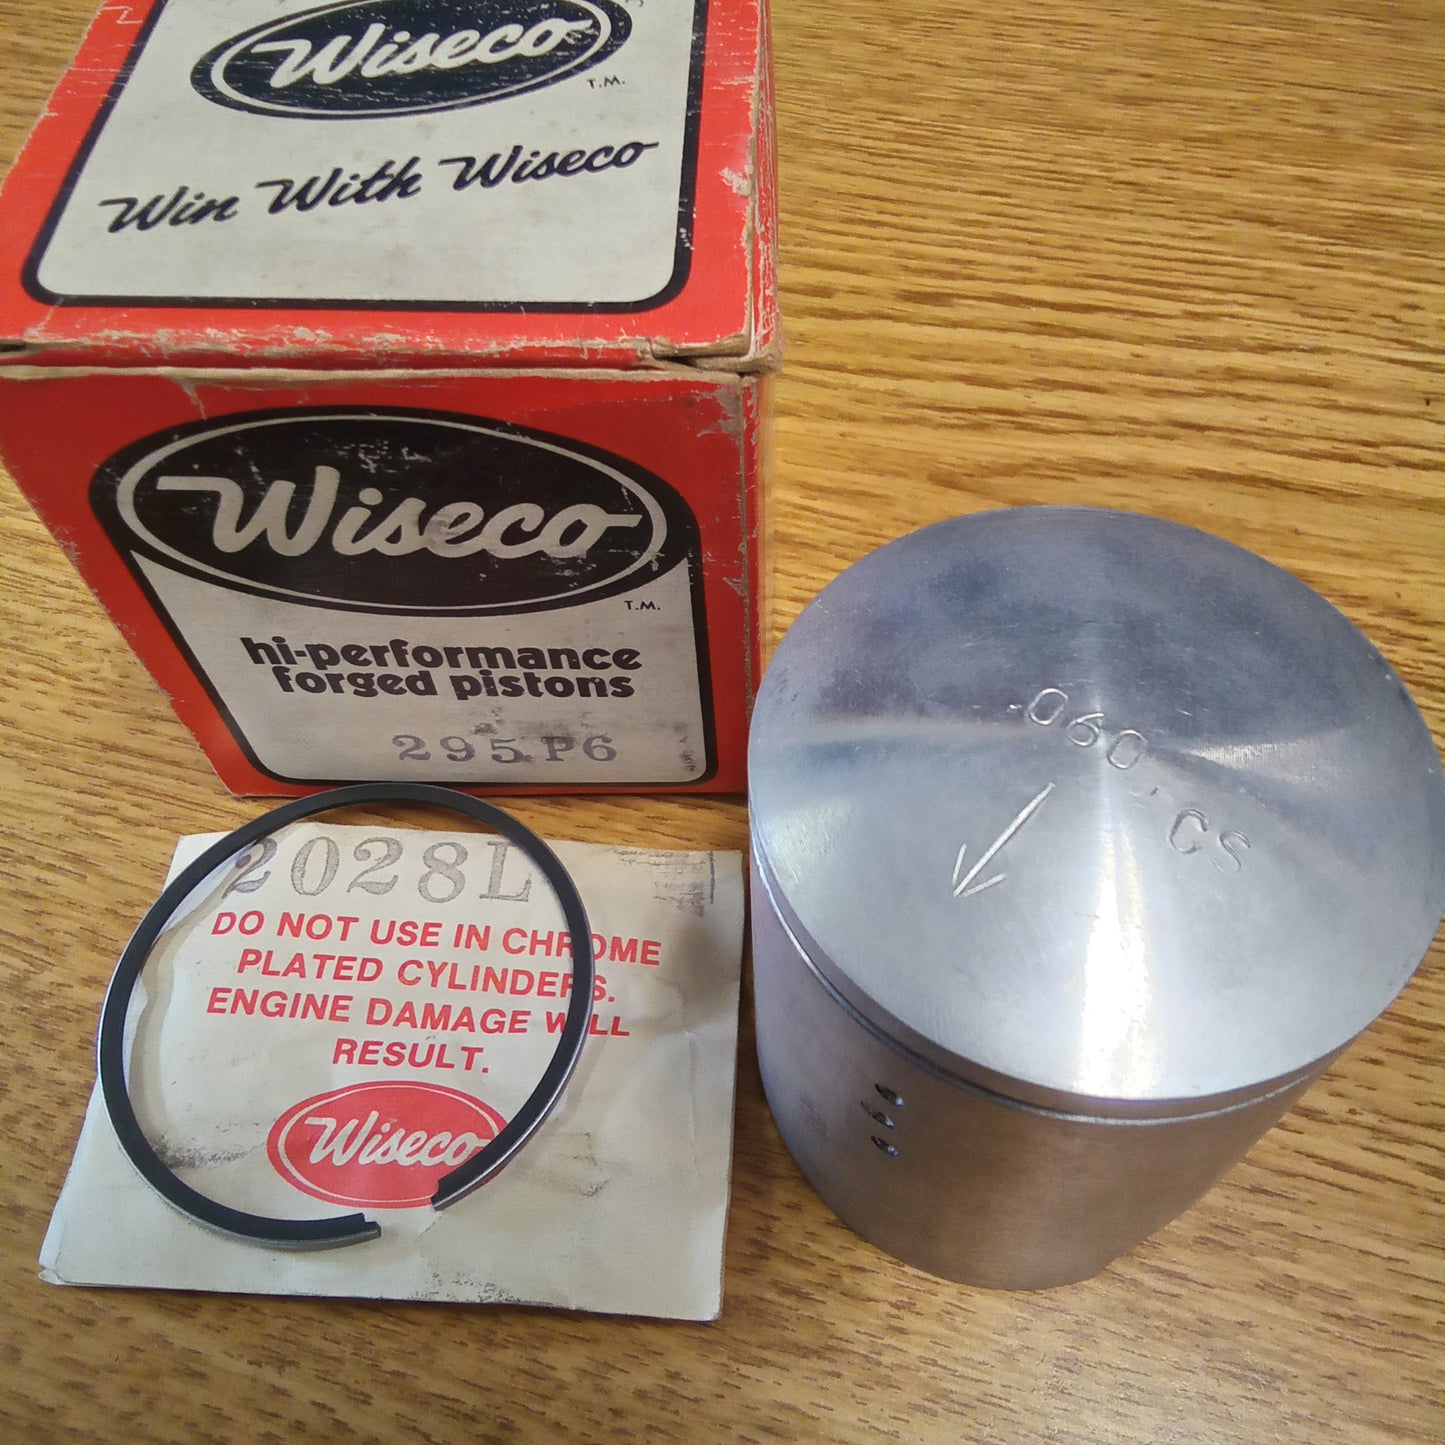 Wiseco
T.M.
Win With Wiseco
Wiseco
T.M.
hi-performance
forged pistons
295P6
2028L
DO NOT USE IN CHROME
PLATED CYLINDERS.
ENGINE DAMAGE WILL
RESULT.
Wiseco
.060 CS